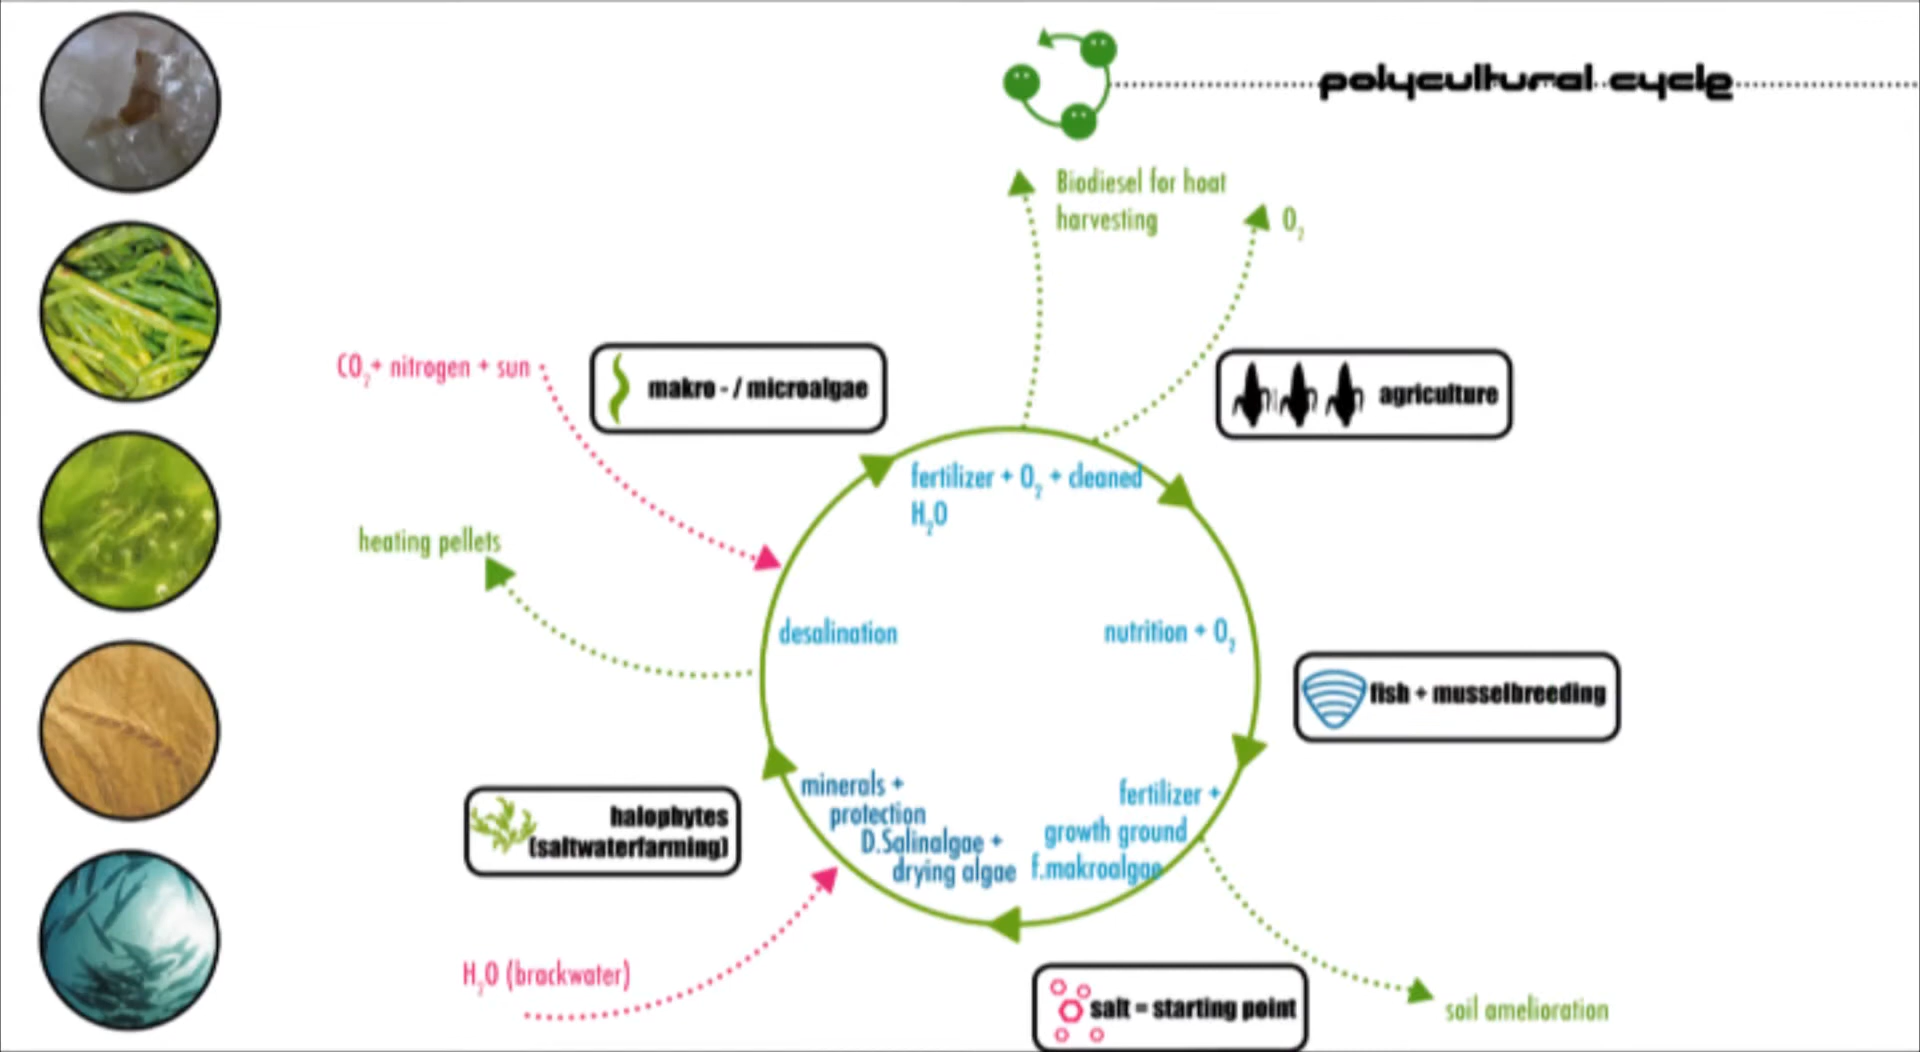 polycultural cycle
Biodiesel for hoat
harvesting
O2
CO2+ nitrogen + sun
makro - / microalgae
agriculture
fertilizer + O2 + cleaned
H2O
heating pellets
desalination
nutrition + O2
fish + musselbreeding
minerals +
protection
D.Salinalgae +
drying algae
fertilizer +
growth ground
f.makroalgae
halophytes
(saltwaterfarming)
H2O (brackwater)
salt = starting point
soil amelioration